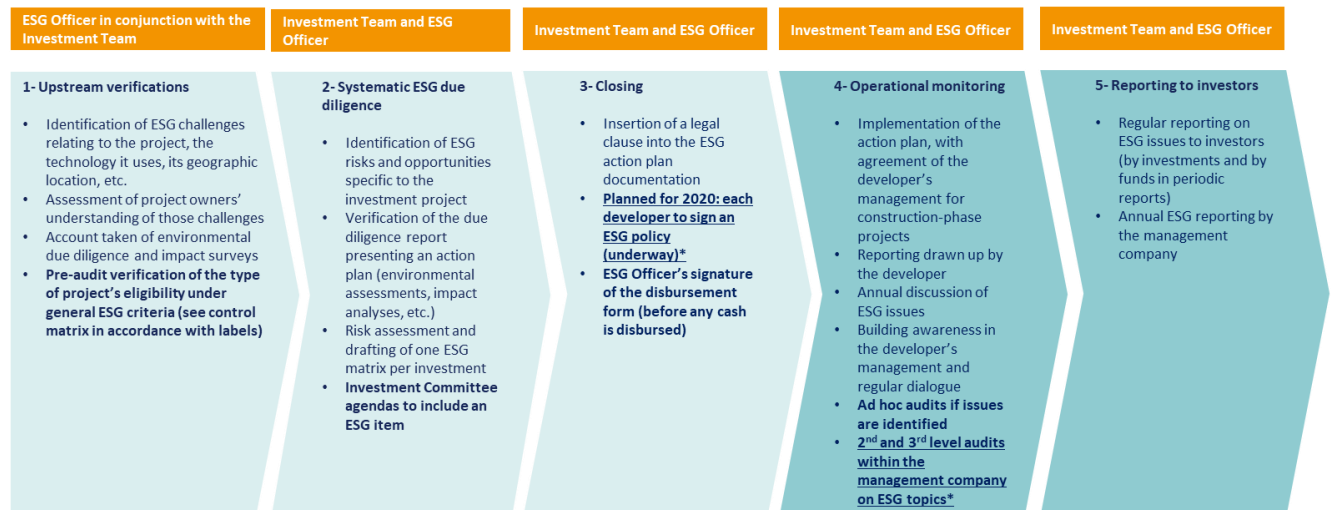 ESG Officer in conjunction with the
Investment Team
Investment Team and ESG
Officer
Investment Team and ESG Officer
Investment Team and ESG Officer
Investment Team and ESG Officer
1- Upstream verifications
• Identification of ESG challenges
relating to the project, the
technology it uses, its geographic
location, etc.
• Assessment of project owners'
understanding of those challenges
• Account taken of environmental
due diligence and impact surveys
• Pre-audit verification of the type
of project's eligibility under
general ESG criteria (see control
matrix in accordance with labels)
2- Systematic ESG due
diligence
• Identification of ESG
risks and opportunities
specific to the
investment project
• Verification of the due
diligence report
presenting an action
plan (environmental
assessments, impact
analyses, etc.)
• Risk assessment and
drafting of one ESG
matrix per investment
• Investment Committee
agendas to include an
ESG item
3- Closing
• Insertion of a legal
clause into the ESG
action plan
documentation
• Planned for 2020: each
developer to sign an
ESG policy
(underway)*
• ESG Officer's signature
of the disbursement
form (before any cash
is disbursed)
4- Operational monitoring
• Implementation of the
action plan, with
agreement of the
developer's
management for
construction-phase
projects
• Reporting drawn up by
the developer
• Annual discussion of
ESG issues
• Building awareness in
the developer's
management and
regular dialogue
• Ad hoc audits if issues
are identified
• 2nd and 3rd level audits
within the
management company
on ESG topics*
5- Reporting to investors
• Regular reporting on
ESG issues to investors
(by investments and by
funds in periodic
reports)
• Annual ESG reporting by
the management
company